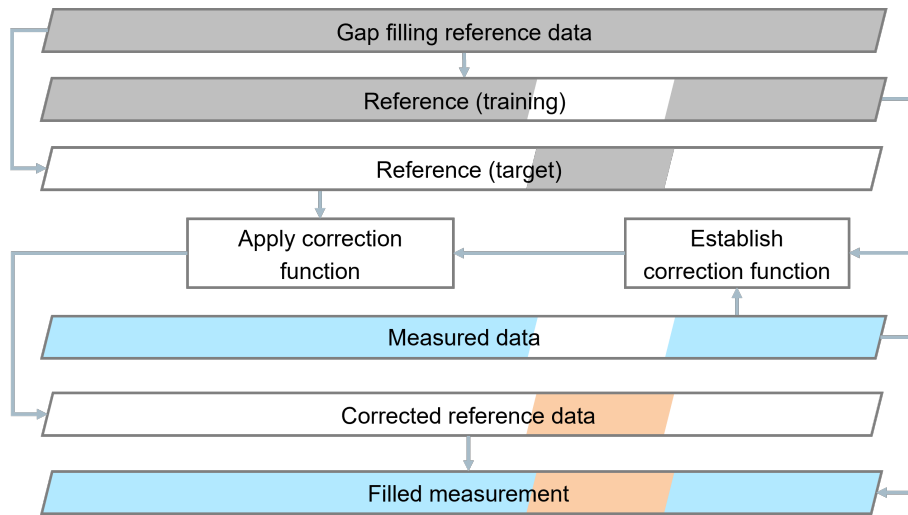 Gap filling reference data
Reference (training)
Reference (target)
Apply correction
function
Establish
correction function
Measured data
Corrected reference data
Filled measurement